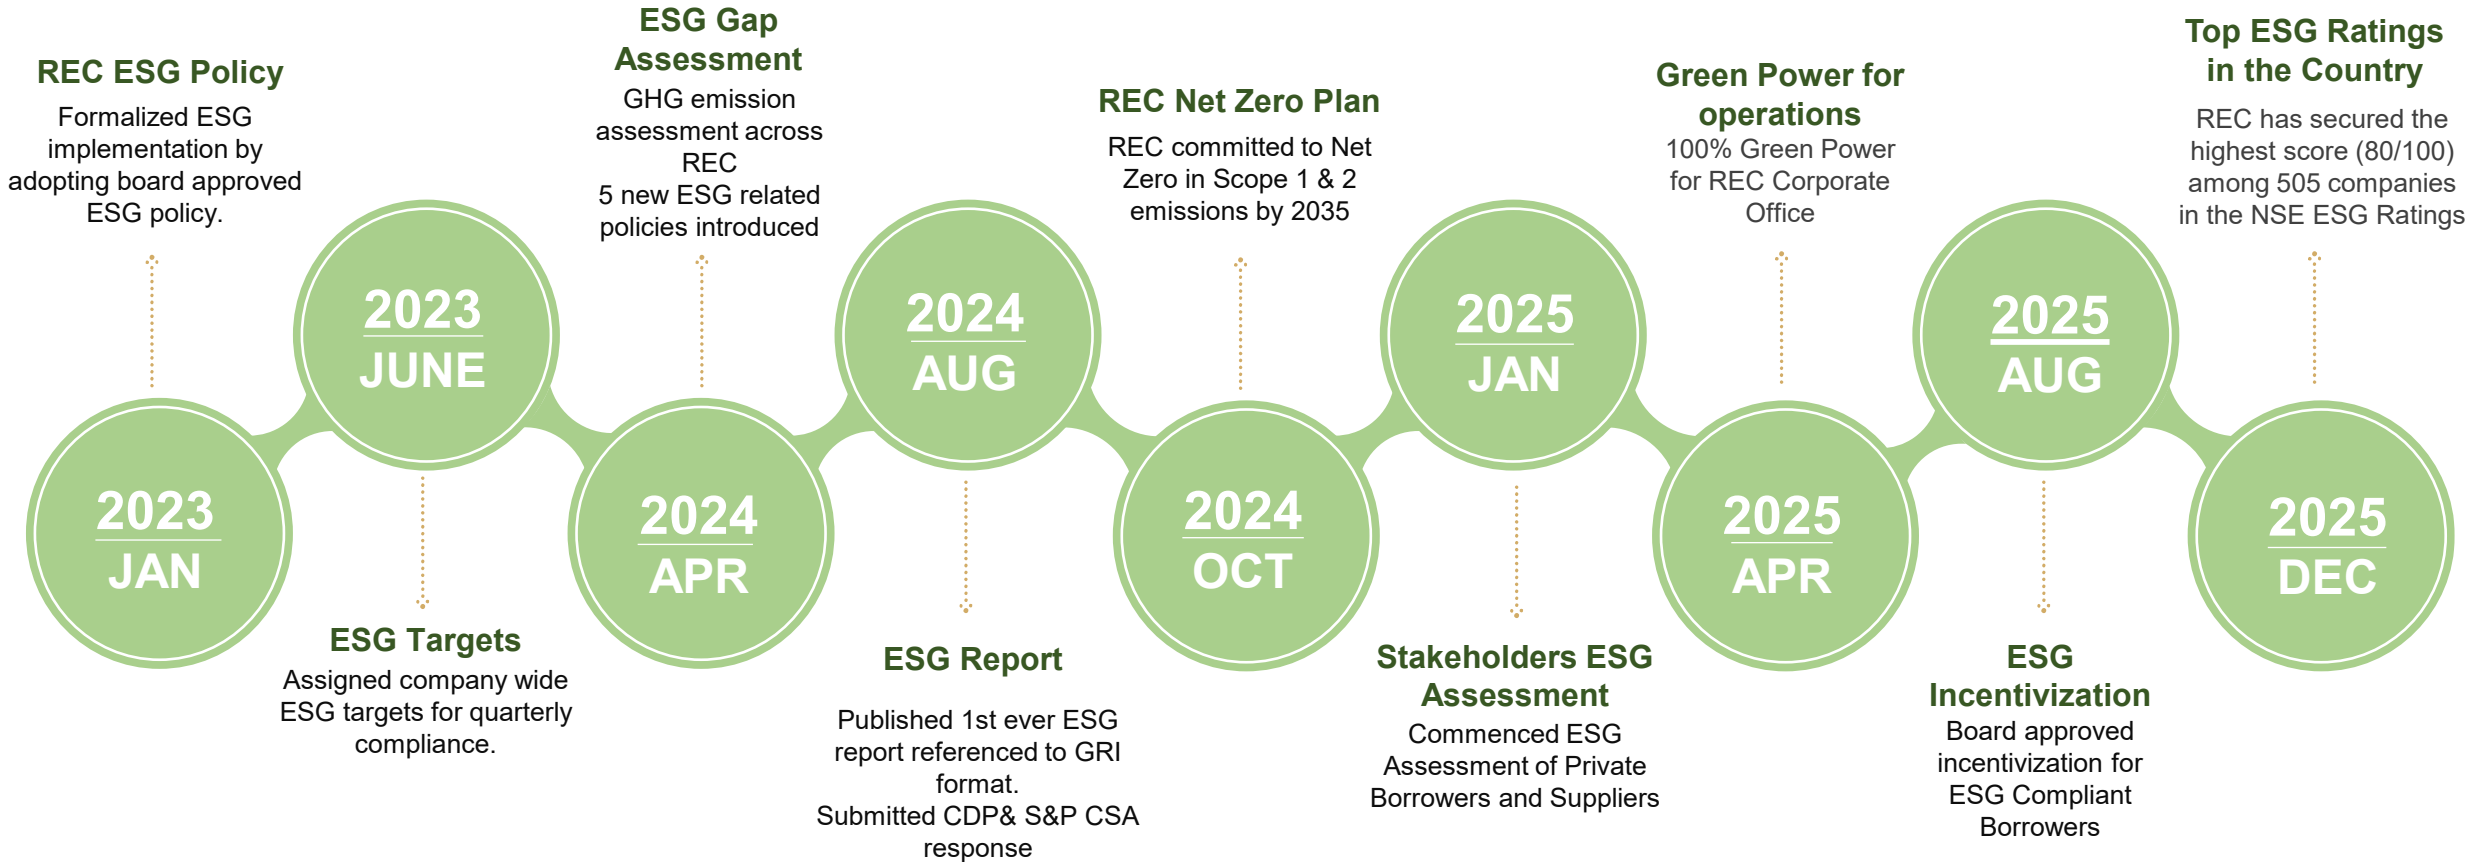 REC ESG Policy
Formalized ESG
implementation by
adopting board approved
ESG policy.
2023
JAN
2023
JUNE
ESG Targets
Assigned company wide
ESG targets for quarterly
compliance.
ESG Gap
Assessment
GHG emission
assessment across
REC
5 new ESG related
policies introduced
2024
APR
2024
AUG
ESG Report
Published 1st ever ESG
report referenced to GRI
format.
Submitted CDP& S&P CSA
response
REC Net Zero Plan
REC committed to Net
Zero in Scope 1 & 2
emissions by 2035
2024
OCT
2025
JAN
Stakeholders ESG
Assessment
Commenced ESG
Assessment of Private
Borrowers and Suppliers
Green Power for
operations
100% Green Power
for REC Corporate
Office
2025
APR
2025
AUG
ESG
Incentivization
Board approved
incentivization for
ESG Compliant
Borrowers
Top ESG Ratings
in the Country
REC has secured the
highest score (80/100)
among 505 companies
in the NSE ESG Ratings
2025
DEC